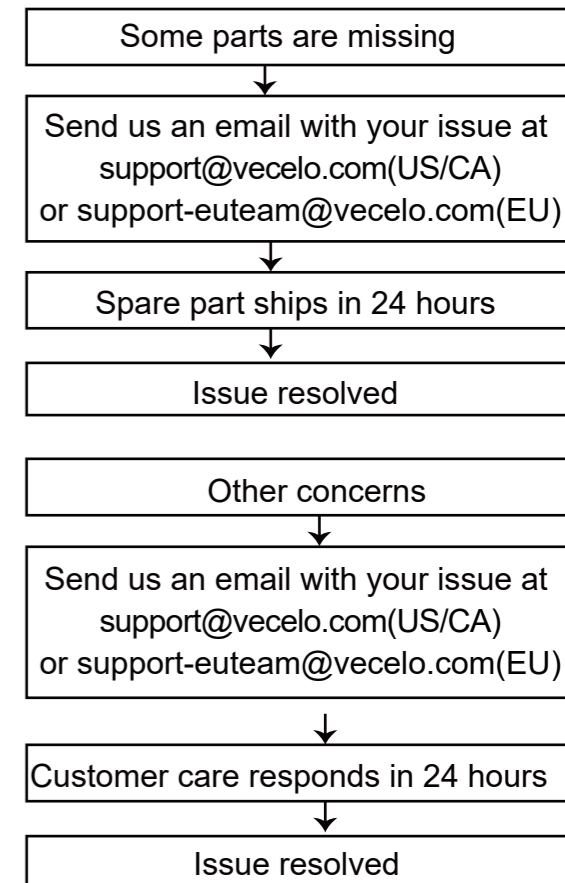 Some parts are missing
Send us an email with your issue at
support@vecelo.com(US/CA)
or support-euteam@vecelo.com(EU)
Spare part ships in 24 hours
Issue resolved
Other concerns
Send us an email with your issue at
support@vecelo.com(US/CA)
or support-euteam@vecelo.com(EU)
Customer care responds in 24 hours
Issue resolved